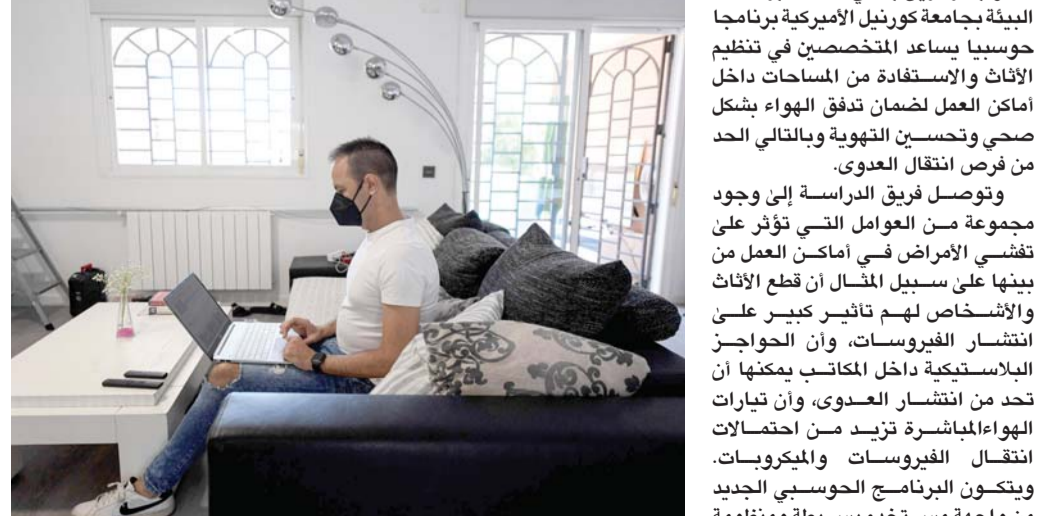 البيئة بجامعة كورنيل الأميركية برنامجا
حوسبيا يساعد المتخصصين في تنظيم
الأثاث والاستفادة من المساحات داخل
أماكن العمل لضمان تدفق الهواء بشكل
صحي وتحسين التهوية وبالتالي الحد
من فرص انتقال العدوى.
وتوصل فريق الدراسة إلىٰ وجود
مجموعة من العوامل التي تؤثر علىٰ
تفشي الأمراض في أماكن العمل من
بينها علىٰ سبيل المثال أن قطع الأثاث
والأشخاص لهم تأثير كبير علىٰ
انتشار الفيروسات، وأن الحواجز
البلاستيكية داخل المكاتب يمكنها أن
تحد من انتشار العدوى، وأن تيارات
الهواءالمباشرة تزيد من احتمالات
انتقال الفيروسات والميكروبات.
ويتكون البرنامج الحوسبي الجديد